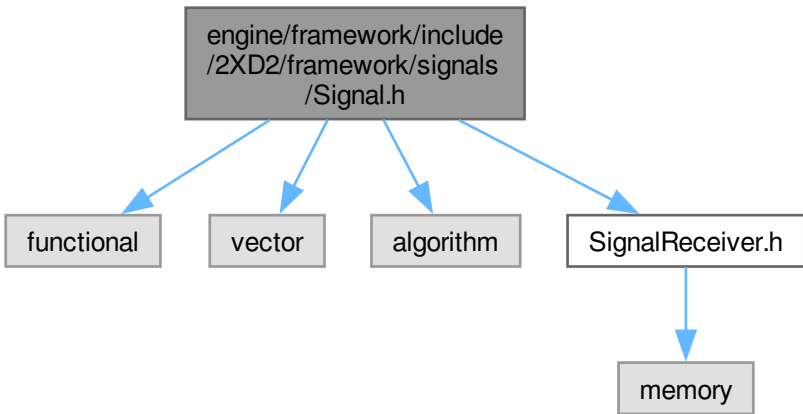 engine/framework/include
/2XD2/framework/signals
/Signal.h
functional
vector
algorithm
SignalReceiver.h
memory